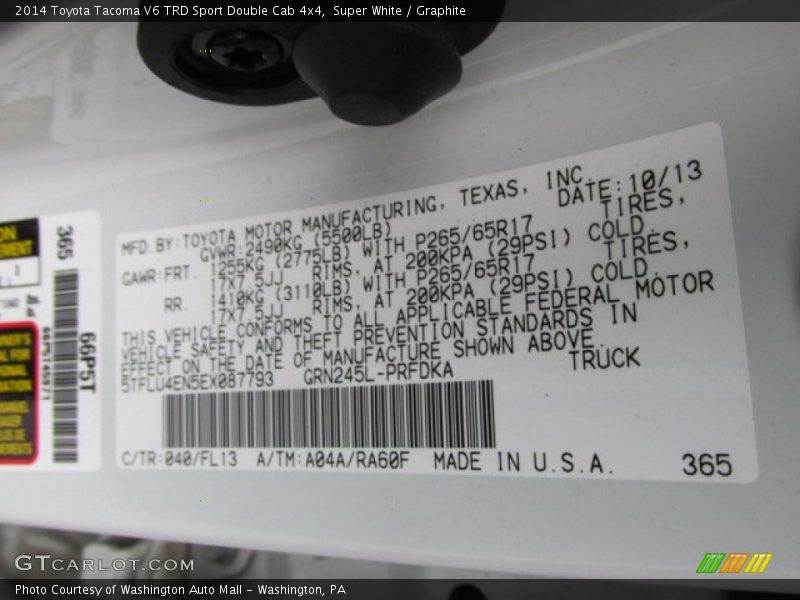 2014 Toyota Tacoma V6 TRD Sport Double Cab 4x4, Super White / Graphite
MFD.BY:TOYOTA MOTOR MANUFACTURING, TEXAS, INC.
DATE:10/13
GVWR:2490KG (5500LB)
GAWR:FRT. 1255KG (2775LB) WITH P265/65R17 TIRES,
17X7.5JJ RIMS, AT 200KPA (29PSI) COLD.
RR. 1410KG (3110LB) WITH P265/65R17 TIRES,
17X7.5JJ RIMS, AT 200KPA (29PSI) COLD.
THIS VEHICLE CONFORMS TO ALL APPLICABLE FEDERAL MOTOR
VEHICLE SAFETY AND THEFT PREVENTION STANDARDS IN
EFFECT ON THE DATE OF MANUFACTURE SHOWN ABOVE.
5TFLU4EN5EX087793 GRN245L-PRFDKA TRUCK
C/TR:040/FL13 A/TM:A04A/RA60F MADE IN U.S.A. 365
365
66P5T
GTCARLOT.COM
Photo Courtesy of Washington Auto Mall - Washington, PA